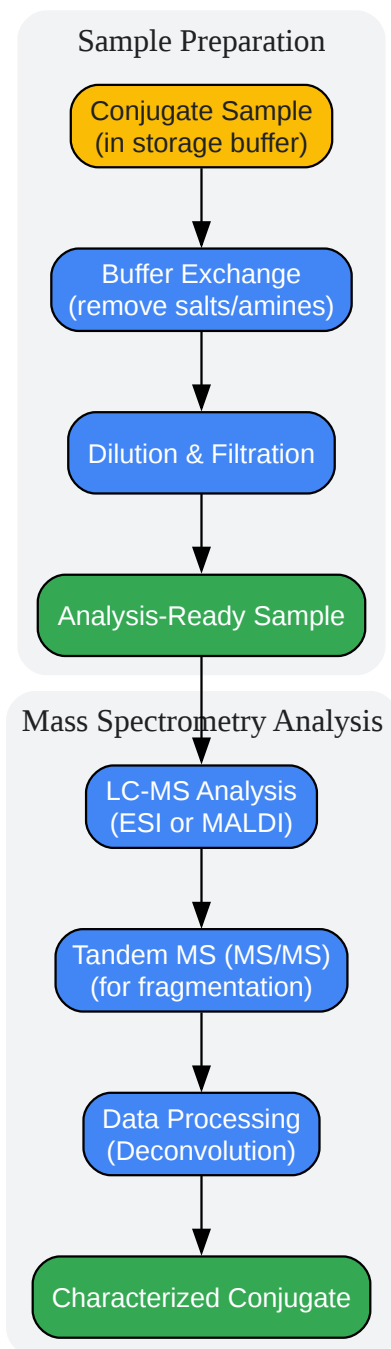 Sample Preparation
Conjugate Sample
(in storage buffer)
Buffer Exchange
(remove salts/amines)
Dilution & Filtration
Analysis-Ready Sample
Mass Spectrometry Analysis
LC-MS Analysis
(ESI or MALDI)
Tandem MS (MS/MS)
(for fragmentation)
Data Processing
(Deconvolution)
Characterized Conjugate